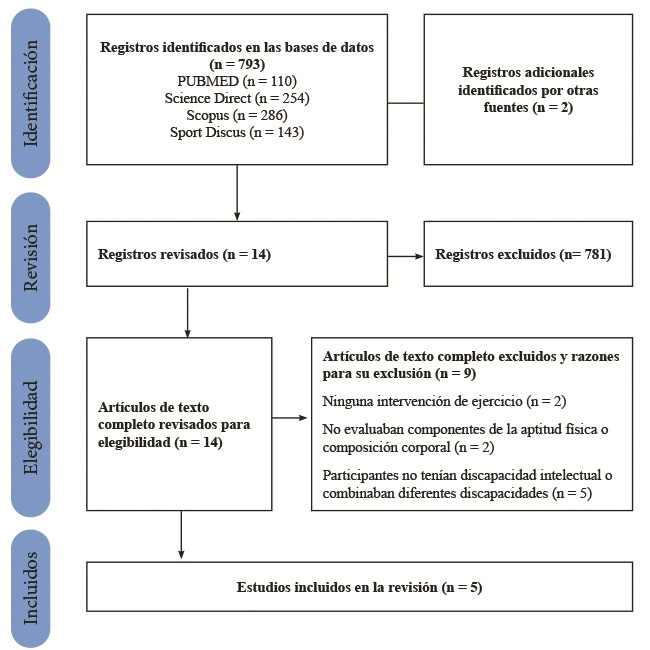 Identificación
Registros identificados en las bases de datos
(n = 793)
PUBMED (n = 110)
Science Direct (n = 254)
Scopus (n = 286)
Sport Discus (n = 143)
Registros adicionales
identificados por otras
fuentes (n = 2)
Revisión
Registros revisados (n = 14)
Registros excluidos (n= 781)
Elegibilidad
Artículos de texto
completo revisados para
elegibilidad (n = 14)
Artículos de texto completo excluidos y razones
para su exclusión (n = 9)
Ninguna intervención de ejercicio (n = 2)
No evaluaban componentes de la aptitud física o
composición corporal (n = 2)
Participantes no tenían discapacidad intelectual o
combinaban diferentes discapacidades (n = 5)
Incluidos
Estudios incluidos en la revisión (n = 5)